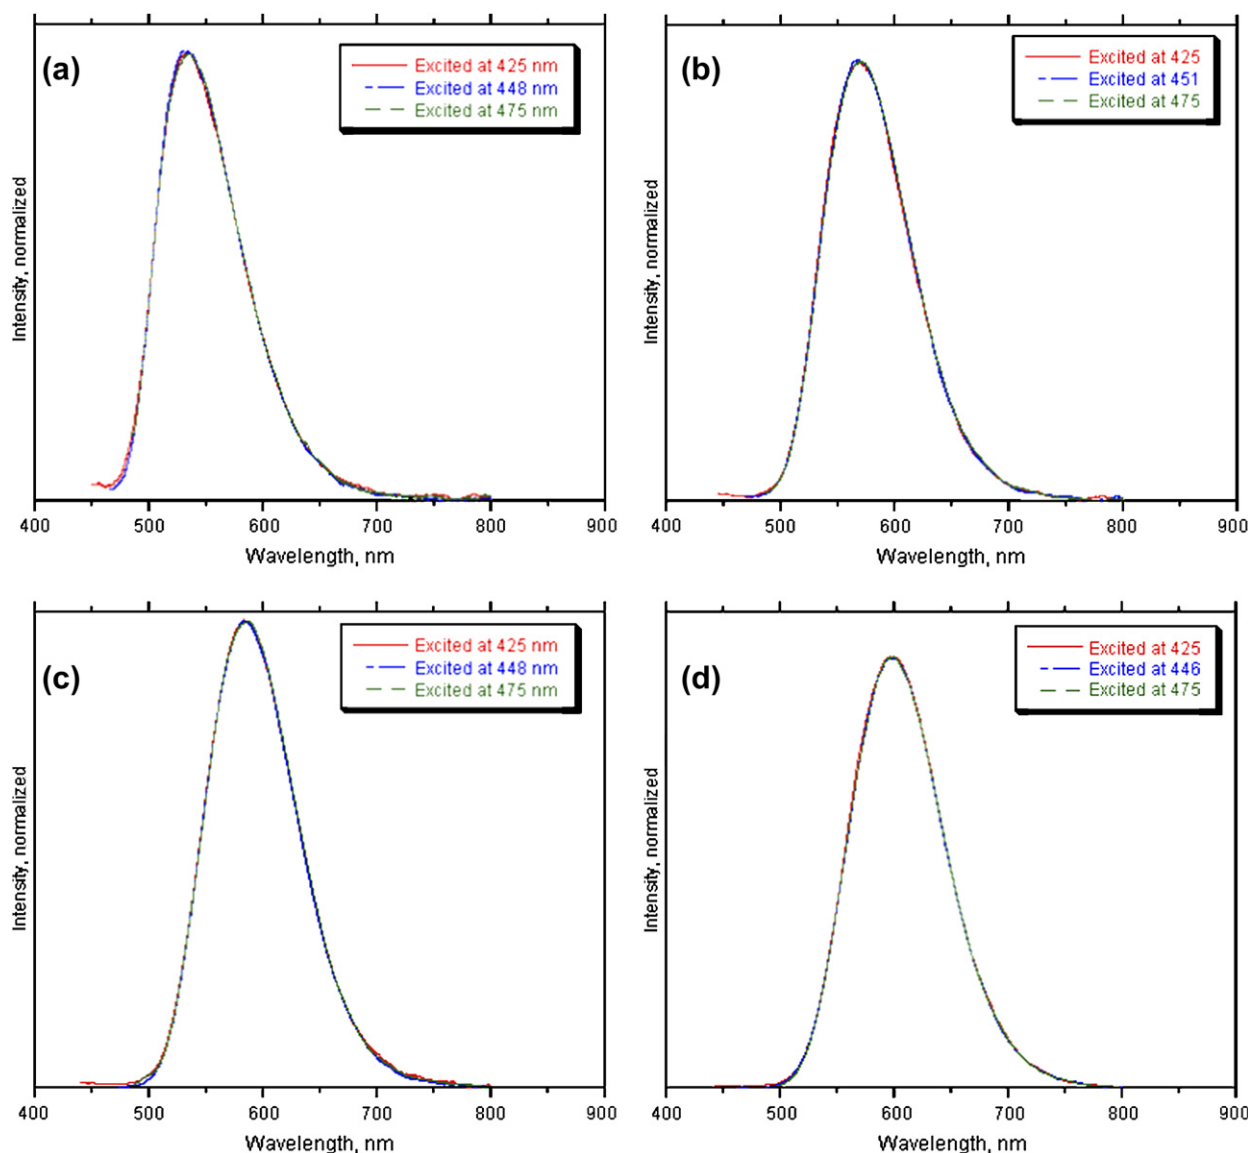 (a)
Excited at 425 nm
Excited at 448 nm
Excited at 475 nm
Intensity, normalized
400 500 600 700 800 900
Wavelength, nm
(b)
Excited at 425
Excited at 451
Excited at 475
Intensity, normalized
400 500 600 700 800 900
Wavelength, nm
(c)
Excited at 425 nm
Excited at 448 nm
Excited at 475 nm
Intensity, normalized
400 500 600 700 800 900
Wavelength, nm
(d)
Excited at 425
Excited at 446
Excited at 475
Intensity, normalized
400 500 600 700 800 900
Wavelength, nm